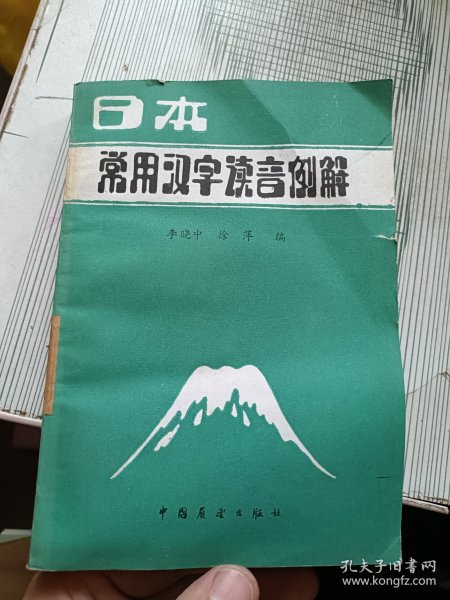 日本
常用汉字读音例解
李晓中 徐萍 编
中国展望出版社
孔夫子旧书网
www.kongfz.com